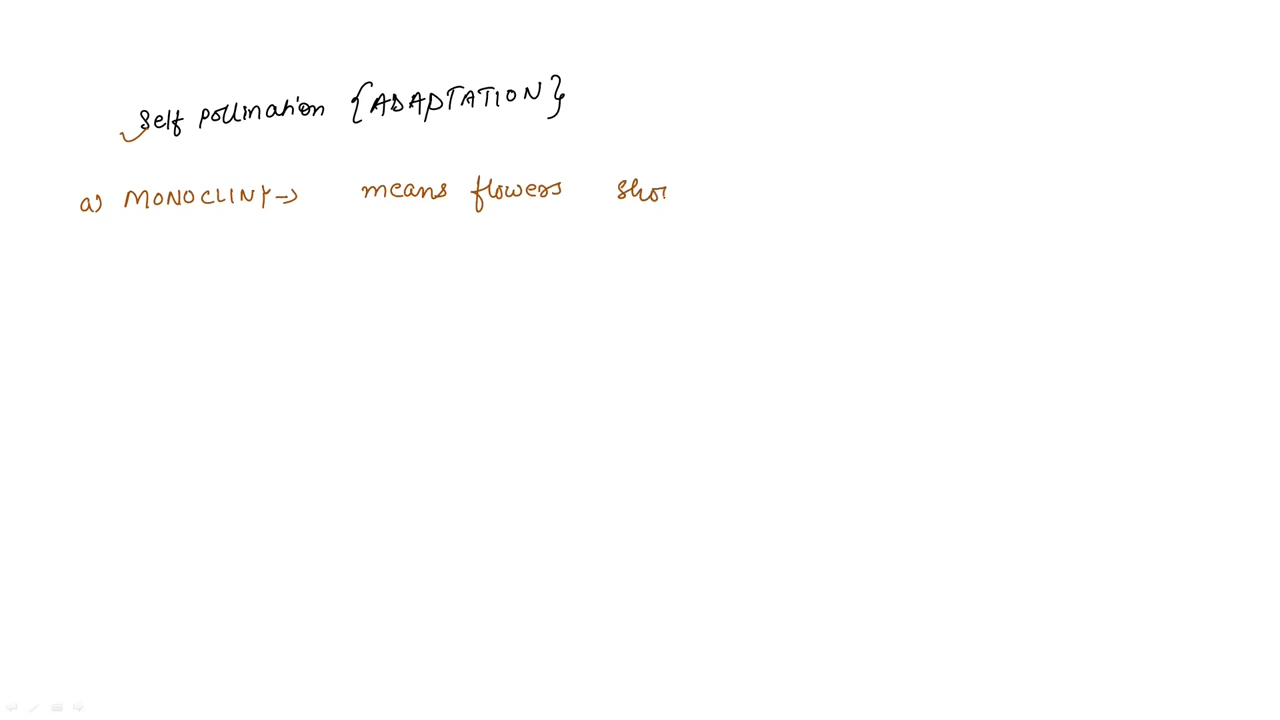 Self pollination {ADAPTATION}
a) MONOCLINY → means flowers